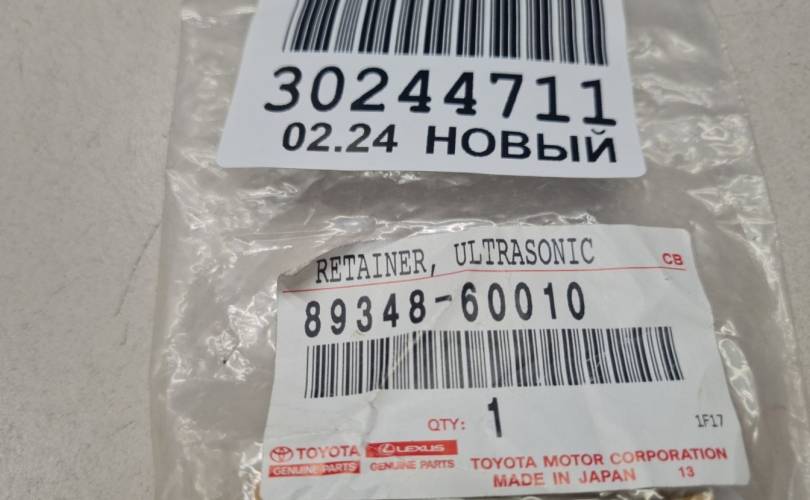 30244711
02.24 НОВЫЙ
RETAINER, ULTRASONIC CB
89348-60010
QTY: 1 1F17
TOYOTA LEXUS
GENUINE PARTS GENUINE PARTS
TOYOTA MOTOR CORPORATION
MADE IN JAPAN 13